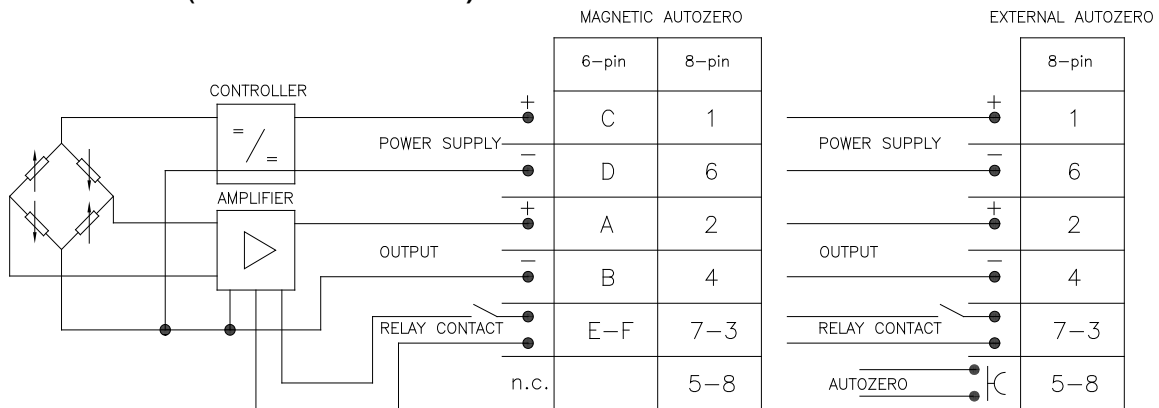 MAGNETIC AUTOZERO
EXTERNAL AUTOZERO
6-pin 8-pin
8-pin
CONTROLLER
= / =
+ C 1
+ 1
POWER SUPPLY
POWER SUPPLY
− D 6
− 6
AMPLIFIER
+ A 2
+ 2
OUTPUT
OUTPUT
− B 4
− 4
RELAY CONTACT E-F 7-3
RELAY CONTACT 7-3
n.c. 5-8
AUTOZERO 5-8